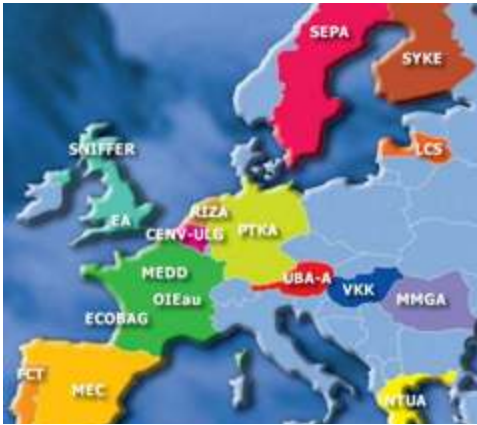 SEPA
SYKE
LCS
SNIFFER
EA
RIZA
CENV-ULG
PTKA
MEDD
OIEau
UBA-A
VKK
MMGA
ECOBAG
FCT
MEC
NTUA